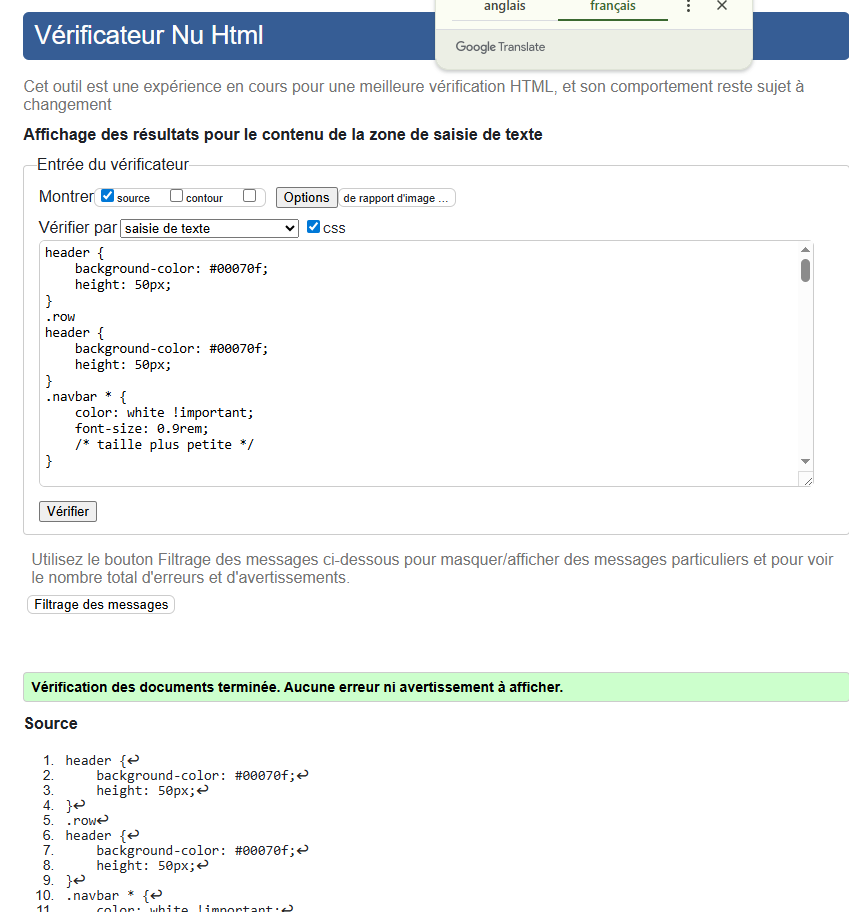 anglais français
Google Translate
Vérificateur Nu Html
Cet outil est une expérience en cours pour une meilleure vérification HTML, et son comportement reste sujet à
changement
Affichage des résultats pour le contenu de la zone de saisie de texte
Entrée du vérificateur
Montrer source contour Options de rapport d'image ...
Vérifier par saisie de texte css
header {
    background-color: #00070f;
    height: 50px;
}
.row
header {
    background-color: #00070f;
    height: 50px;
}
.navbar * {
    color: white !important;
    font-size: 0.9rem;
    /* taille plus petite */
}
Vérifier
Utilisez le bouton Filtrage des messages ci-dessous pour masquer/afficher des messages particuliers et pour voir
le nombre total d'erreurs et d'avertissements.
Filtrage des messages
Vérification des documents terminée. Aucune erreur ni avertissement à afficher.
Source
1. header {↩
2.     background-color: #00070f;↩
3.     height: 50px;↩
4. }↩
5. .row↩
6. header {↩
7.     background-color: #00070f;↩
8.     height: 50px;↩
9. }↩
10. .navbar * {↩
11.     color: white !important;↩